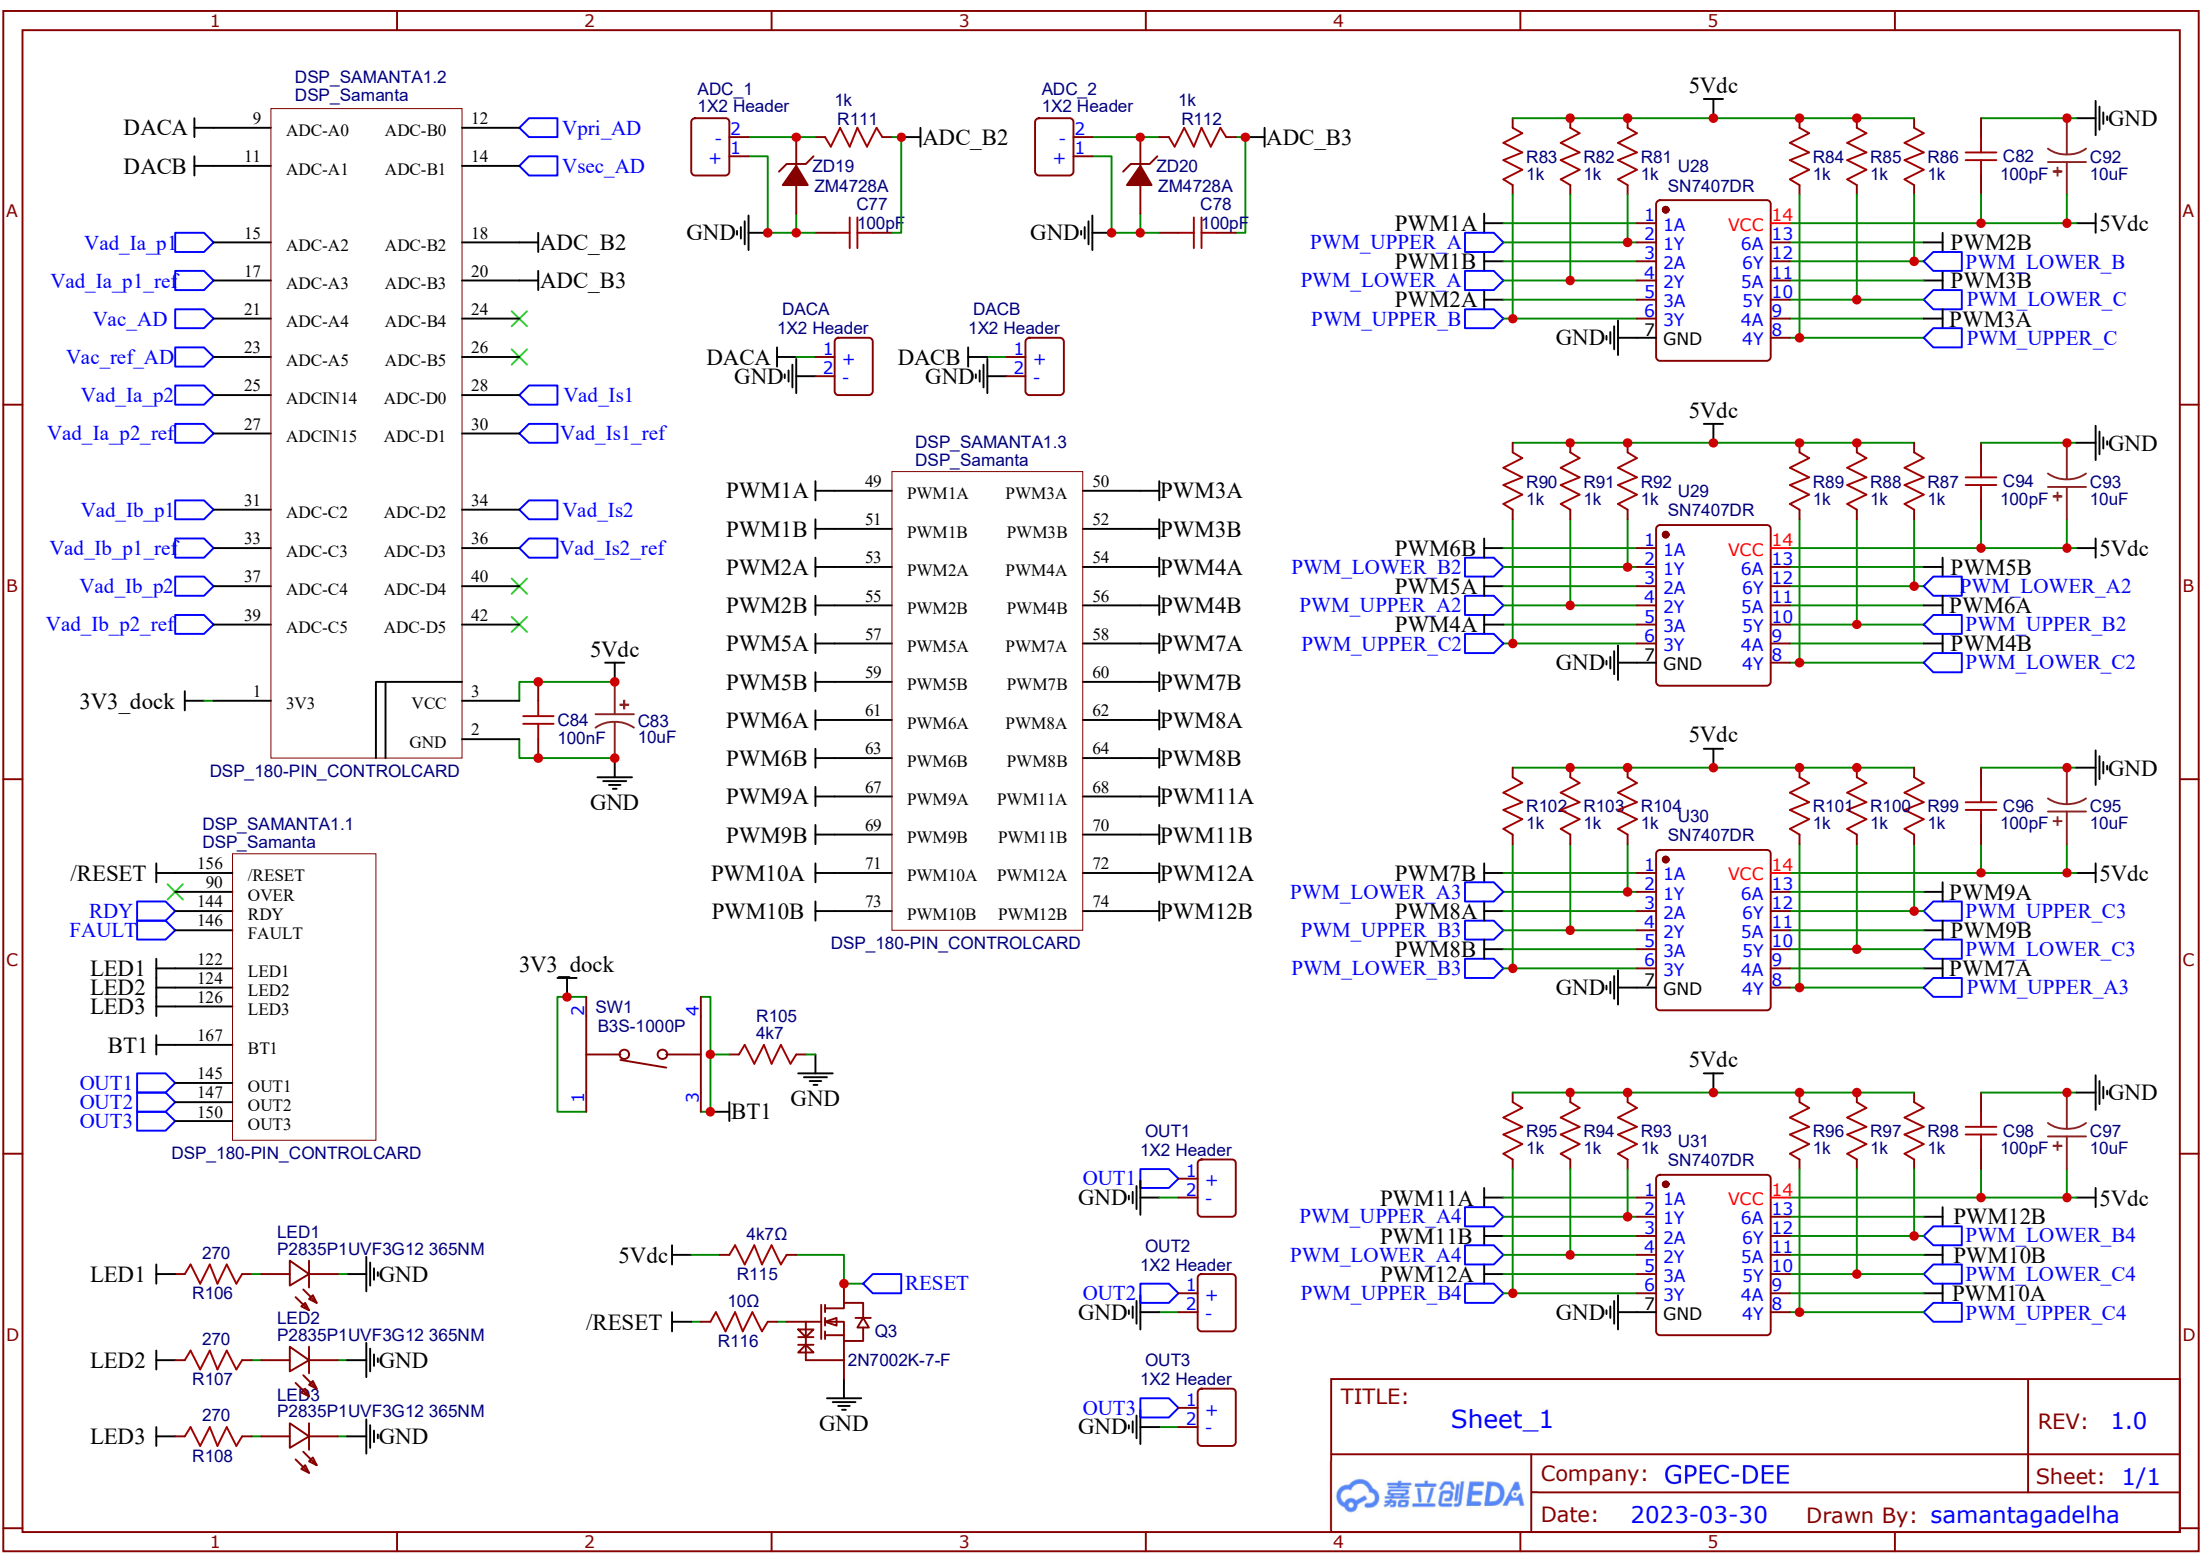 1 2 3 4 5
A
B
C
D
A
B
C
D
1 2 3 4 5
DSP_SAMANTA1.2
DSP_Samanta
DACA 9 ADC-A0 ADC-B0 12 Vpri_AD
DACB 11 ADC-A1 ADC-B1 14 Vsec_AD
Vad_Ia_p1 15 ADC-A2 ADC-B2 18 ADC_B2
Vad_Ia_p1_ref 17 ADC-A3 ADC-B3 20 ADC_B3
Vac_AD 21 ADC-A4 ADC-B4 24
Vac_ref_AD 23 ADC-A5 ADC-B5 26
Vad_Ia_p2 25 ADCIN14 ADC-D0 28 Vad_Is1
Vad_Ia_p2_ref 27 ADCIN15 ADC-D1 30 Vad_Is1_ref
Vad_Ib_p1 31 ADC-C2 ADC-D2 34 Vad_Is2
Vad_Ib_p1_ref 33 ADC-C3 ADC-D3 36 Vad_Is2_ref
Vad_Ib_p2 37 ADC-C4 ADC-D4 40
Vad_Ib_p2_ref 39 ADC-C5 ADC-D5 42
5Vdc
3V3_dock 1 3V3 VCC 3
C84 100nF
+ C83 10uF
GND 2
GND
DSP_180-PIN_CONTROLCARD
DSP_SAMANTA1.1
DSP_Samanta
/RESET 156 /RESET
90 OVER
RDY 144 RDY
FAULT 146 FAULT
LED1 122 LED1
LED2 124 LED2
LED3 126 LED3
BT1 167 BT1
OUT1 145 OUT1
OUT2 147 OUT2
OUT3 150 OUT3
DSP_180-PIN_CONTROLCARD
LED1
P2835P1UVF3G12 365NM
LED1 270 R106 GND
LED2
P2835P1UVF3G12 365NM
LED2 270 R107 GND
LED3
P2835P1UVF3G12 365NM
LED3 270 R108 GND
ADC_1
1X2 Header
- 2
+ 1
1k
R111
ADC_B2
ZD19
ZM4728A
C77
100pF
GND
ADC_2
1X2 Header
- 2
+ 1
1k
R112
ADC_B3
ZD20
ZM4728A
C78
100pF
GND
DACA
1X2 Header
DACA 1 +
GND 2 -
DACB
1X2 Header
DACB 1 +
GND 2 -
DSP_SAMANTA1.3
DSP_Samanta
PWM1A 49 PWM1A PWM3A 50 PWM3A
PWM1B 51 PWM1B PWM3B 52 PWM3B
PWM2A 53 PWM2A PWM4A 54 PWM4A
PWM2B 55 PWM2B PWM4B 56 PWM4B
PWM5A 57 PWM5A PWM7A 58 PWM7A
PWM5B 59 PWM5B PWM7B 60 PWM7B
PWM6A 61 PWM6A PWM8A 62 PWM8A
PWM6B 63 PWM6B PWM8B 64 PWM8B
PWM9A 67 PWM9A PWM11A 68 PWM11A
PWM9B 69 PWM9B PWM11B 70 PWM11B
PWM10A 71 PWM10A PWM12A 72 PWM12A
PWM10B 73 PWM10B PWM12B 74 PWM12B
DSP_180-PIN_CONTROLCARD
3V3_dock
2 1
SW1
B3S-1000P
4 3
R105
4k7
GND
BT1
5Vdc 4k7Ω R115
RESET
/RESET 10Ω R116
Q3
2N7002K-7-F
GND
OUT1
1X2 Header
OUT1 1 +
GND 2 -
OUT2
1X2 Header
OUT2 1 +
GND 2 -
OUT3
1X2 Header
OUT3 1 +
GND 2 -
5Vdc
GND
R83 1k R82 1k R81 1k
U28
SN7407DR
R84 1k R85 1k R86 1k
C82 100pF + C92 10uF
PWM1A 1 1A VCC 14 5Vdc
PWM_UPPER_A 2 1Y 6A 13 PWM2B
PWM1B 3 2A 6Y 12 PWM_LOWER_B
PWM_LOWER_A 4 2Y 5A 11 PWM3B
PWM2A 5 3A 5Y 10 PWM_LOWER_C
PWM_UPPER_B 6 3Y 4A 9 PWM3A
GND 7 GND 4Y 8 PWM_UPPER_C
5Vdc
GND
R90 1k R91 1k R92 1k
U29
SN7407DR
R89 1k R88 1k R87 1k
C94 100pF + C93 10uF
PWM6B 1 1A VCC 14 5Vdc
PWM_LOWER_B2 2 1Y 6A 13 PWM5B
PWM5A 3 2A 6Y 12 PWM_LOWER_A2
PWM_UPPER_A2 4 2Y 5A 11 PWM6A
PWM4A 5 3A 5Y 10 PWM_UPPER_B2
PWM_UPPER_C2 6 3Y 4A 9 PWM4B
GND 7 GND 4Y 8 PWM_LOWER_C2
5Vdc
GND
R102 1k R103 1k R104 1k
U30
SN7407DR
R101 1k R100 1k R99 1k
C96 100pF + C95 10uF
PWM7B 1 1A VCC 14 5Vdc
PWM_LOWER_A3 2 1Y 6A 13 PWM9A
PWM8A 3 2A 6Y 12 PWM_UPPER_C3
PWM_UPPER_B3 4 2Y 5A 11 PWM9B
PWM8B 5 3A 5Y 10 PWM_LOWER_C3
PWM_LOWER_B3 6 3Y 4A 9 PWM7A
GND 7 GND 4Y 8 PWM_UPPER_A3
5Vdc
GND
R95 1k R94 1k R93 1k
U31
SN7407DR
R96 1k R97 1k R98 1k
C98 100pF + C97 10uF
PWM11A 1 1A VCC 14 5Vdc
PWM_UPPER_A4 2 1Y 6A 13 PWM12B
PWM11B 3 2A 6Y 12 PWM_LOWER_B4
PWM_LOWER_A4 4 2Y 5A 11 PWM10B
PWM12A 5 3A 5Y 10 PWM_LOWER_C4
PWM_UPPER_B4 6 3Y 4A 9 PWM10A
GND 7 GND 4Y 8 PWM_UPPER_C4
TITLE:
Sheet_1
REV: 1.0
嘉立创EDA
Company: GPEC-DEE
Sheet: 1/1
Date: 2023-03-30
Drawn By: samantagadelha